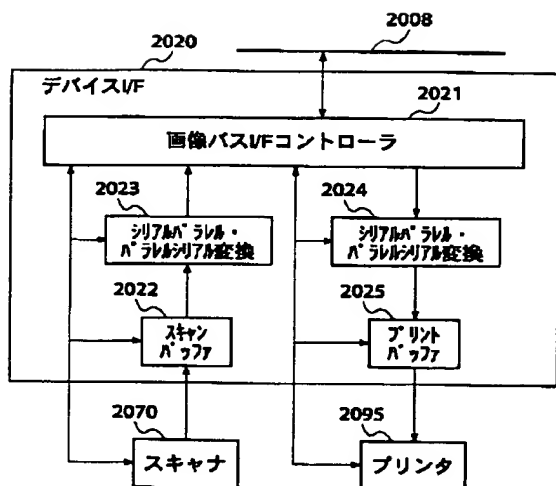 2020
2008
デバイスI/F
2021
画像バスI/Fコントローラ
2023
2024
シリアルパラレル・
パラレルシリアル変換
シリアルパラレル・
パラレルシリアル変換
2022
2025
スキャン
バッファ
プリント
バッファ
2070
2095
スキャナ
プリンタ